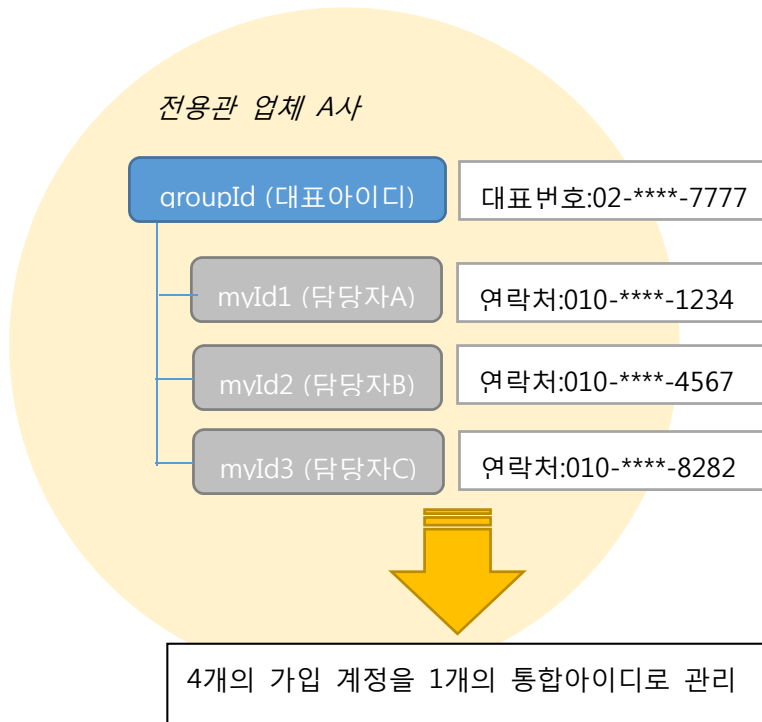 전용관 업체 A사
groupId (대표아이디)
대표번호:02-****-7777
myId1 (담당자A)
연락처:010-****-1234
myId2 (담당자B)
연락처:010-****-4567
myId3 (담당자C)
연락처:010-****-8282
4개의 가입 계정을 1개의 통합아이디로 관리